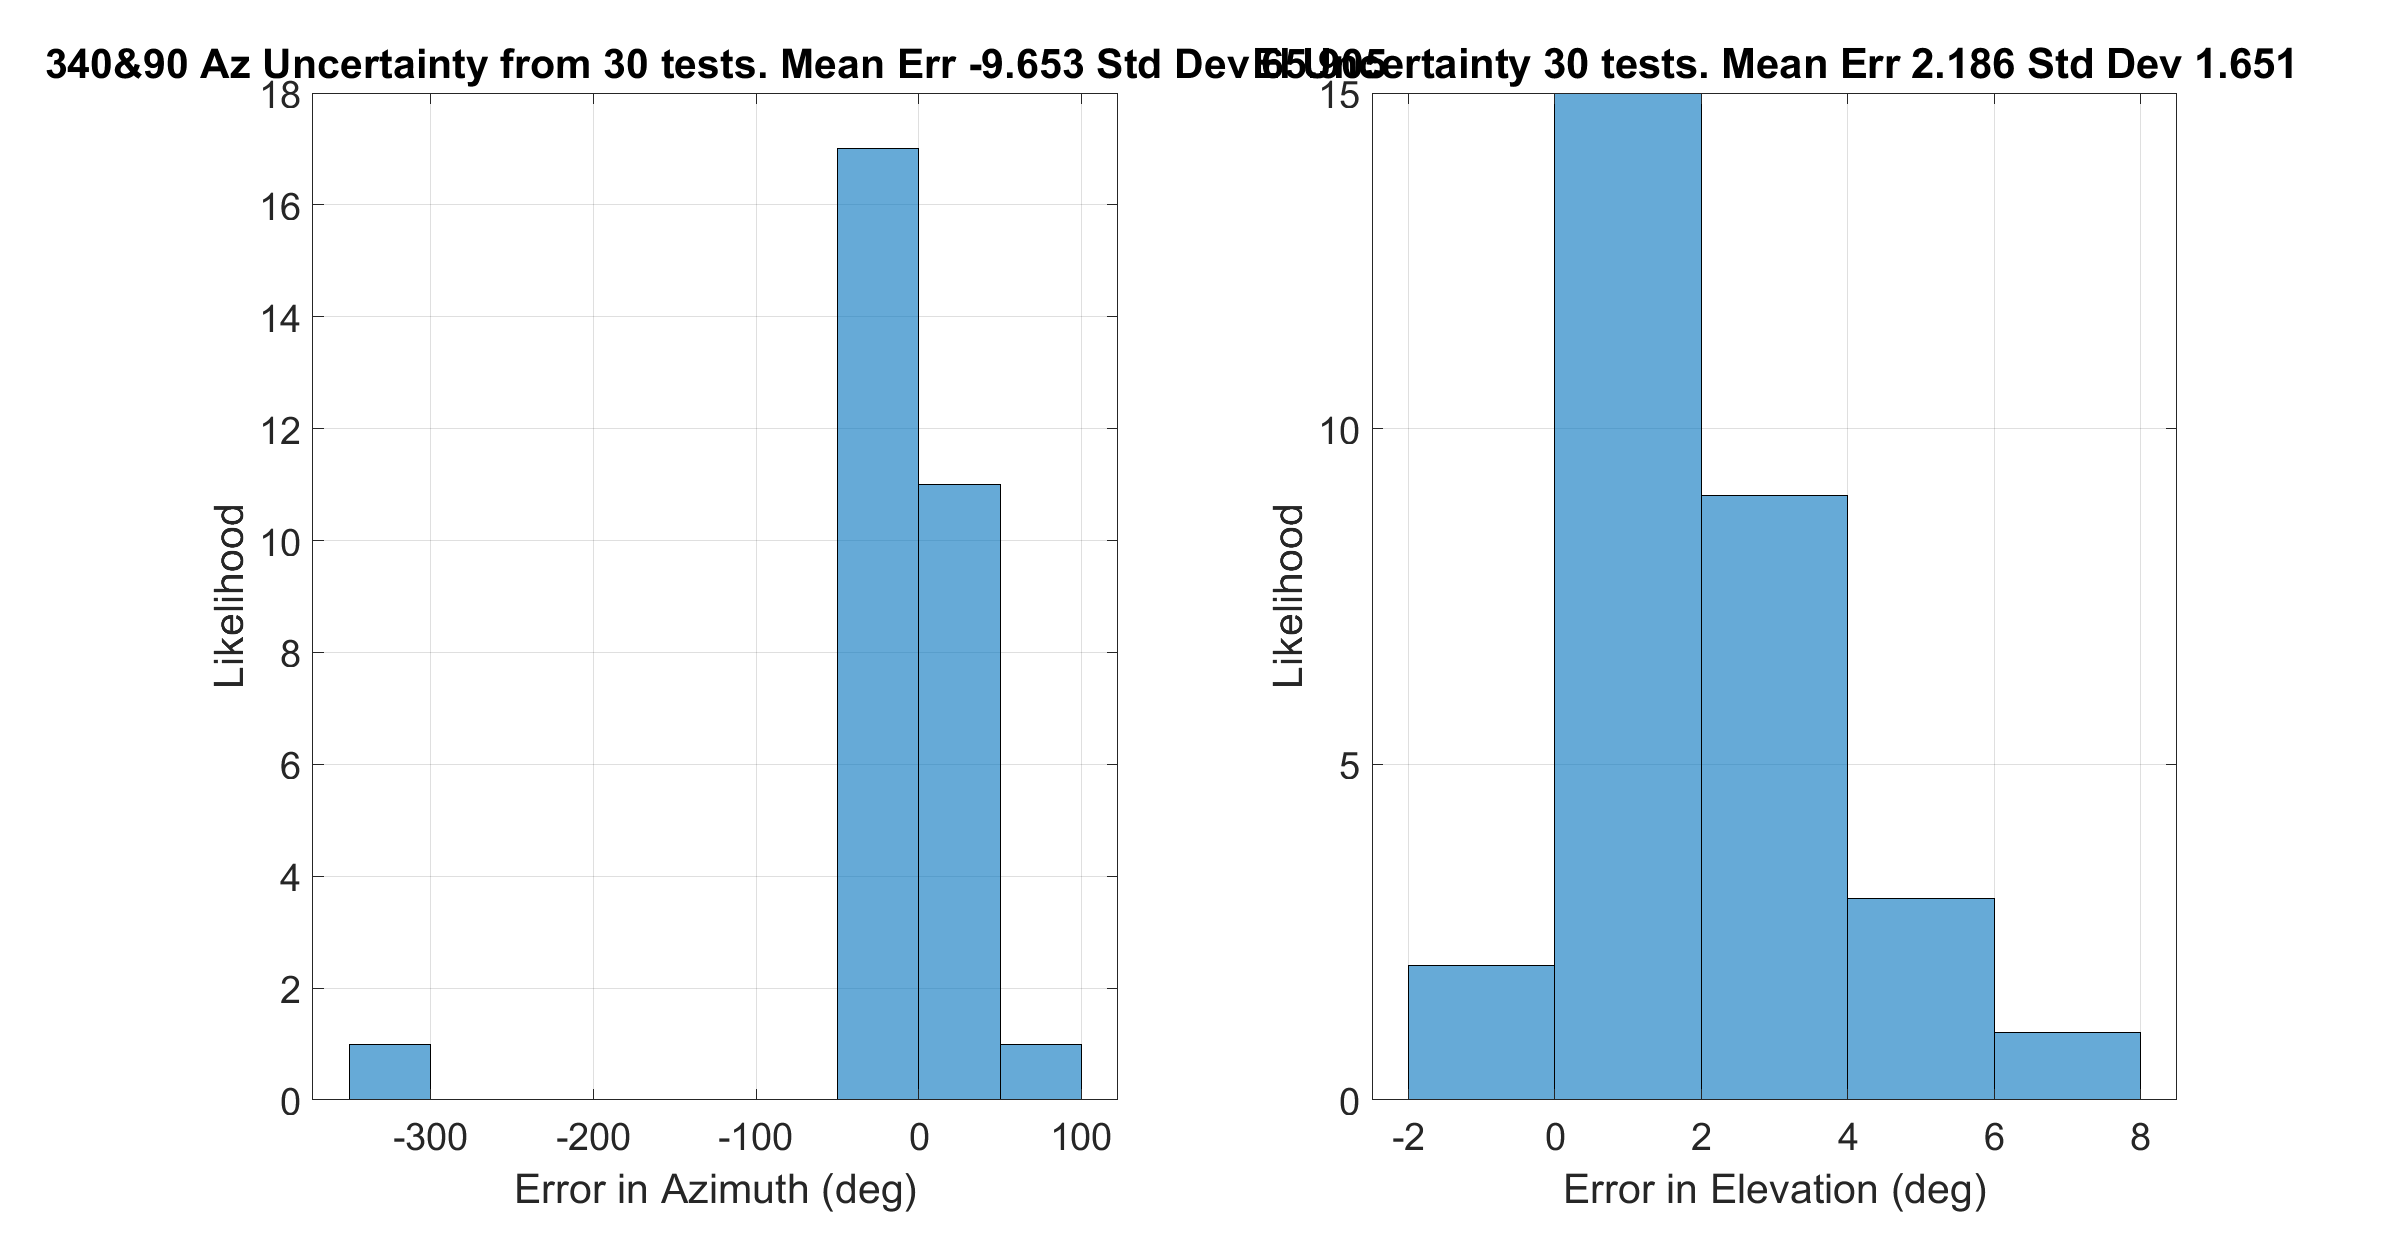 340&90 Az Uncertainty from 30 tests. Mean Err -9.653 Std Dev 65.905
El Uncertainty 30 tests. Mean Err 2.186 Std Dev 1.651
18
16
14
12
10
8
6
4
2
0
Likelihood
-300 -200 -100 0 100
Error in Azimuth (deg)
15
10
5
0
Likelihood
-2 0 2 4 6 8
Error in Elevation (deg)